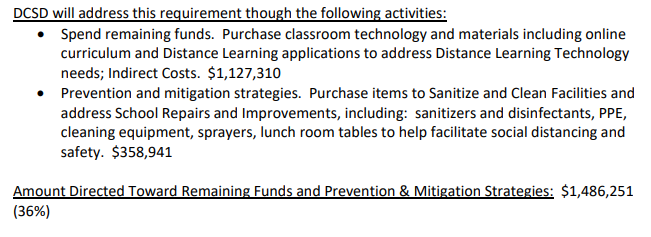 DCSD will address this requirement though the following activities:
• Spend remaining funds. Purchase classroom technology and materials including online
curriculum and Distance Learning applications to address Distance Learning Technology
needs; Indirect Costs. $1,127,310
• Prevention and mitigation strategies. Purchase items to Sanitize and Clean Facilities and
address School Repairs and Improvements, including: sanitizers and disinfectants, PPE,
cleaning equipment, sprayers, lunch room tables to help facilitate social distancing and
safety. $358,941
Amount Directed Toward Remaining Funds and Prevention & Mitigation Strategies: $1,486,251
(36%)